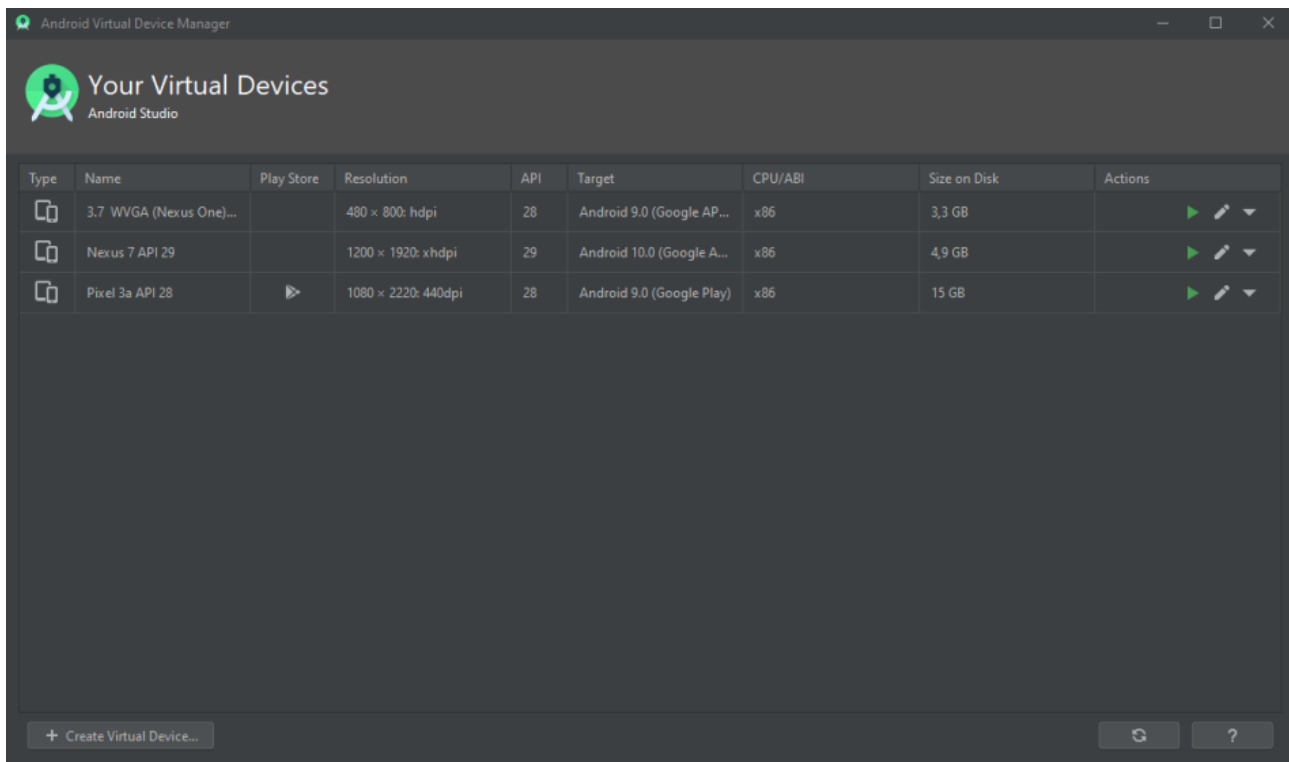 Android Virtual Device Manager
Your Virtual Devices
Android Studio
Type Name Play Store Resolution API Target CPU/ABI Size on Disk Actions
3.7 WVGA (Nexus One)... 480 × 800: hdpi 28 Android 9.0 (Google AP... x86 3,3 GB
Nexus 7 API 29 1200 × 1920: xhdpi 29 Android 10.0 (Google A... x86 4,9 GB
Pixel 3a API 28 1080 × 2220: 440dpi 28 Android 9.0 (Google Play) x86 15 GB
+ Create Virtual Device... ?